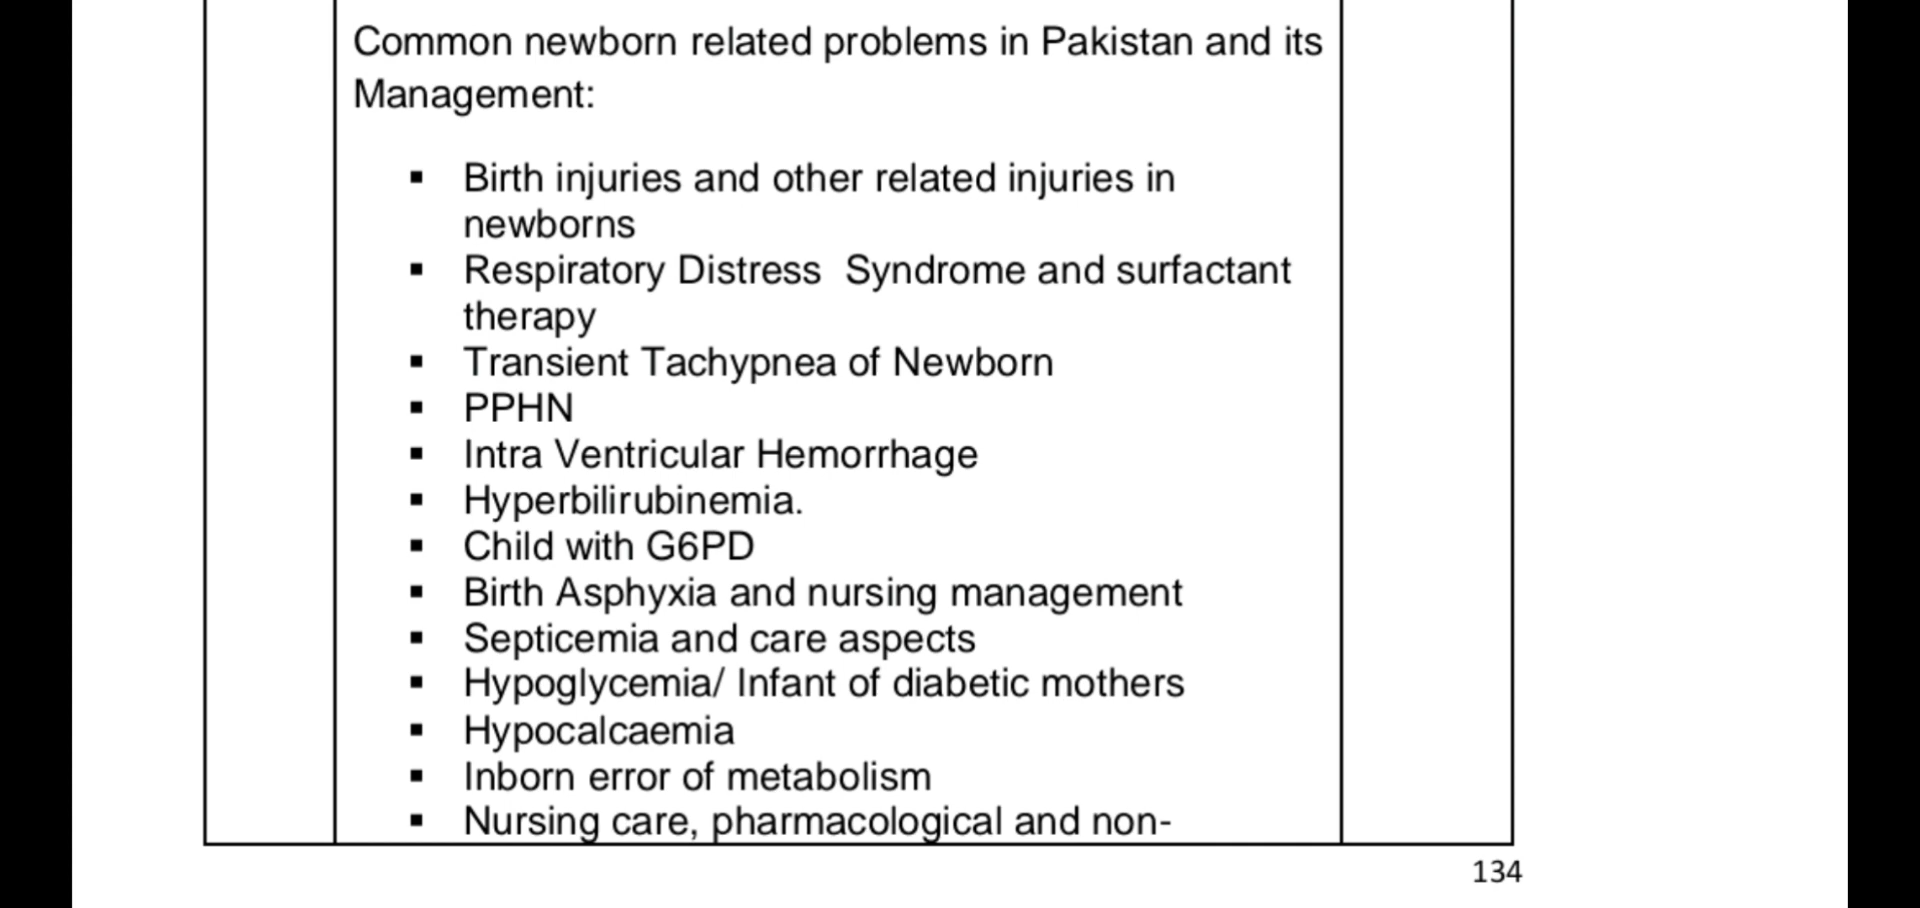 Common newborn related problems in Pakistan and its
Management:
▪ Birth injuries and other related injuries in
newborns
▪ Respiratory Distress  Syndrome and surfactant
therapy
▪ Transient Tachypnea of Newborn
▪ PPHN
▪ Intra Ventricular Hemorrhage
▪ Hyperbilirubinemia.
▪ Child with G6PD
▪ Birth Asphyxia and nursing management
▪ Septicemia and care aspects
▪ Hypoglycemia/ Infant of diabetic mothers
▪ Hypocalcaemia
▪ Inborn error of metabolism
▪ Nursing care, pharmacological and non-
134